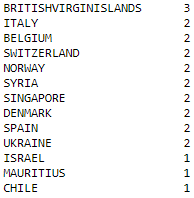 BRITISHVIRGINISLANDS 3
ITALY 2
BELGIUM 2
SWITZERLAND 2
NORWAY 2
SYRIA 2
SINGAPORE 2
DENMARK 2
SPAIN 2
UKRAINE 2
ISRAEL 1
MAURITIUS 1
CHILE 1